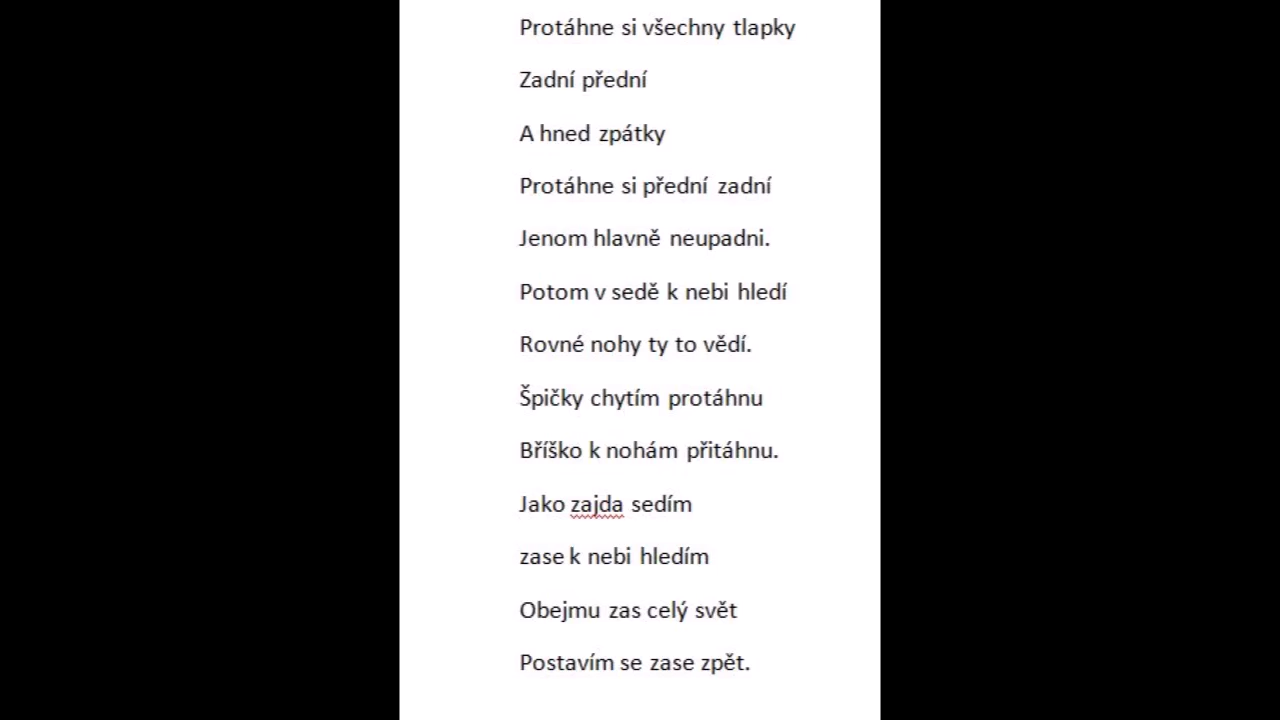 Protáhne si všechny tlapky
Zadní přední
A hned zpátky
Protáhne si přední zadní
Jenom hlavně neupadni.
Potom v sedě k nebi hledí
Rovné nohy ty to vědí.
Špičky chytím protáhnu
Bříško k nohám přitáhnu.
Jako zajda sedím
zase k nebi hledím
Obejmu zas celý svět
Postavím se zase zpět.